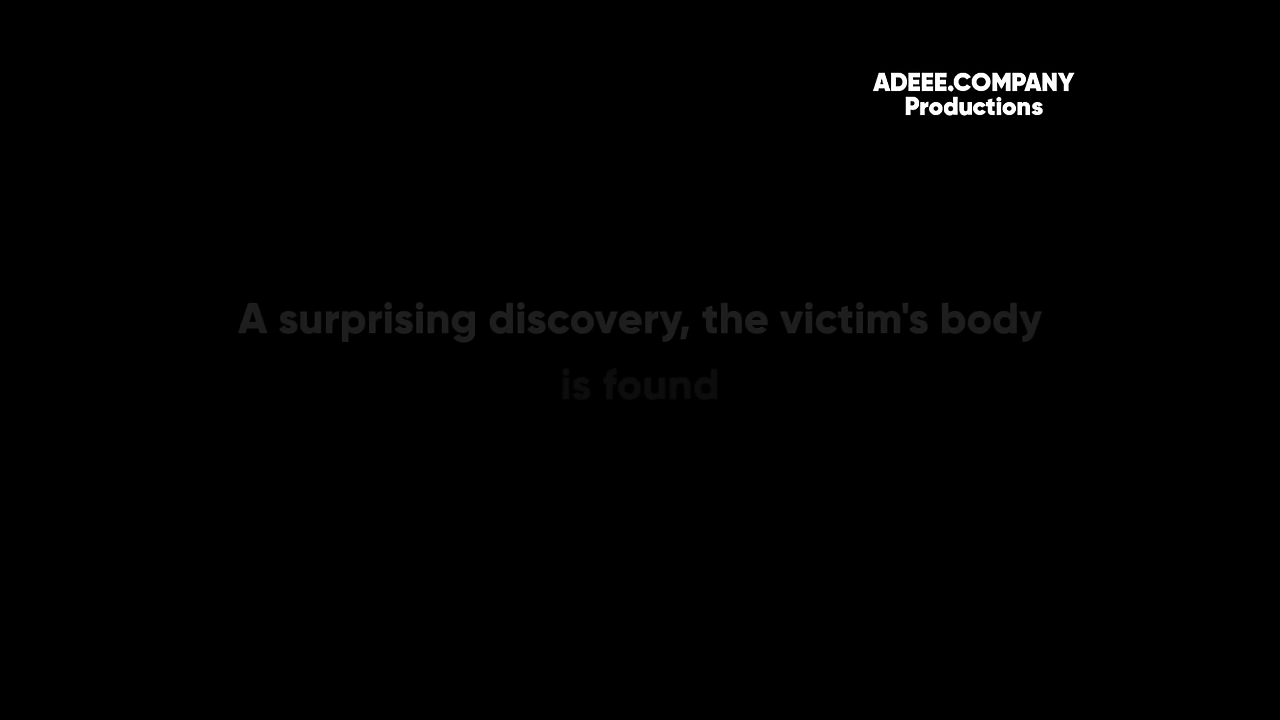 ADEEE.COMPANY
Productions
A surprising discovery, the victim's body
is found